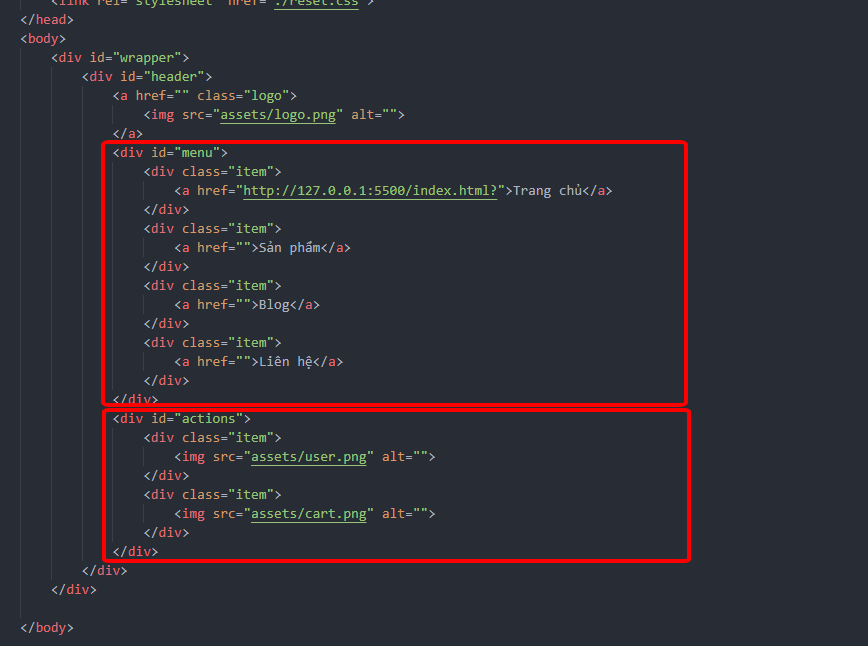 <link rel="stylesheet" href="./reset.css">
</head>
<body>
<div id="wrapper">
<div id="header">
<a href="" class="logo">
<img src="assets/logo.png" alt="">
</a>
<div id="menu">
<div class="item">
<a href="http://127.0.0.1:5500/index.html?">Trang chủ</a>
</div>
<div class="item">
<a href="">Sản phẩm</a>
</div>
<div class="item">
<a href="">Blog</a>
</div>
<div class="item">
<a href="">Liên hệ</a>
</div>
</div>
<div id="actions">
<div class="item">
<img src="assets/user.png" alt="">
</div>
<div class="item">
<img src="assets/cart.png" alt="">
</div>
</div>
</div>
</div>
</body>